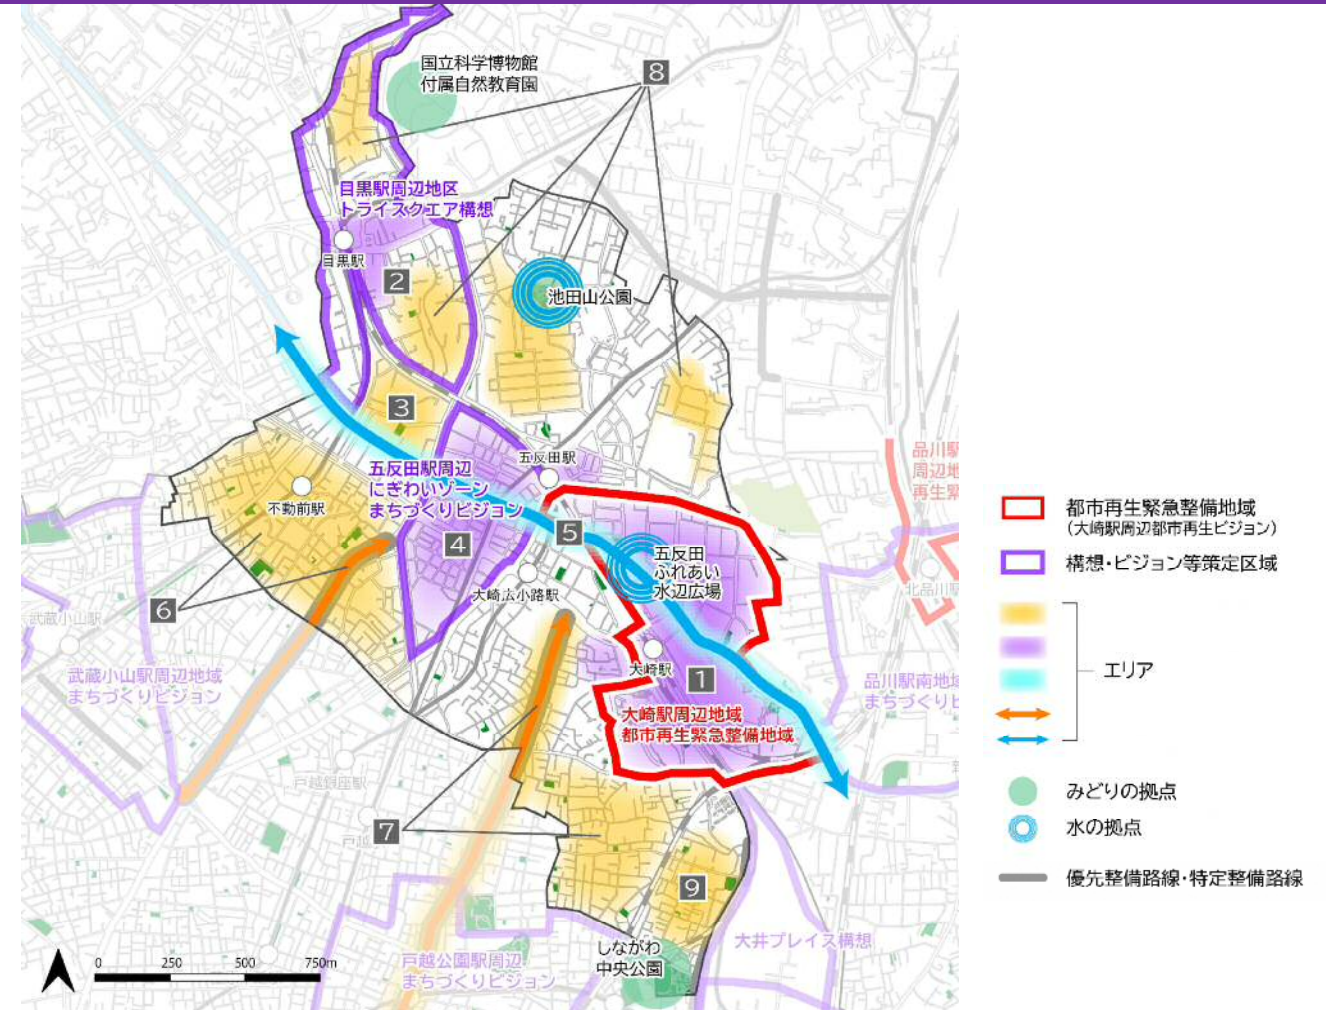 国立科学博物館
付属自然教育園
8
目黒駅周辺地区
トライスクエア構想
目黒駅
2
池田山公園
3
五反田駅
五反田駅周辺
にぎわいゾーン
まちづくりビジョン
不動前駅
4
5
五反田
ふれあい
水辺広場
大崎広小路駅
6
武蔵小山駅
武蔵小山駅周辺地域
まちづくりビジョン
大崎駅
1
大崎駅周辺地域
都市再生緊急整備地域
品川駅
周辺地
再生緊
北品川駅
品川駅南地域
まちづくりビ
戸越銀座駅
7
戸越
9
しながわ
中央公園
大井プレイス構想
戸越公園駅周辺
まちづくりビジョン
0 250 500 750m
都市再生緊急整備地域
(大崎駅周辺都市再生ビジョン)
構想・ビジョン等策定区域
エリア
みどりの拠点
水の拠点
優先整備路線・特定整備路線